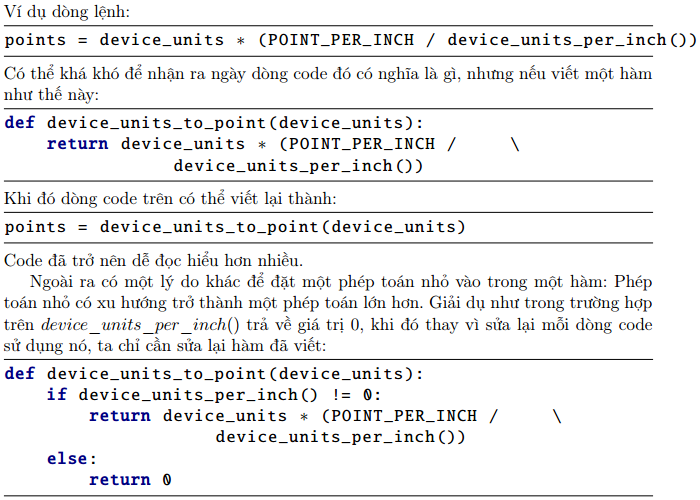 Ví dụ dòng lệnh:
points = device_units * (POINT_PER_INCH / device_units_per_inch())
Có thể khá khó để nhận ra ngày dòng code đó có nghĩa là gì, nhưng nếu viết một hàm
như thế này:
def device_units_to_point(device_units):
    return device_units * (POINT_PER_INCH /     \
                device_units_per_inch())
Khi đó dòng code trên có thể viết lại thành:
points = device_units_to_point(device_units)
Code đã trở nên dễ đọc hiểu hơn nhiều.
Ngoài ra có một lý do khác để đặt một phép toán nhỏ vào trong một hàm: Phép
toán nhỏ có xu hướng trở thành một phép toán lớn hơn. Giải dụ như trong trường hợp
trên device_units_per_inch() trả về giá trị 0, khi đó thay vì sửa lại mỗi dòng code
sử dụng nó, ta chỉ cần sửa lại hàm đã viết:
def device_units_to_point(device_units):
    if device_units_per_inch() != 0:
        return device_units * (POINT_PER_INCH /     \
                    device_units_per_inch())
    else:
        return 0